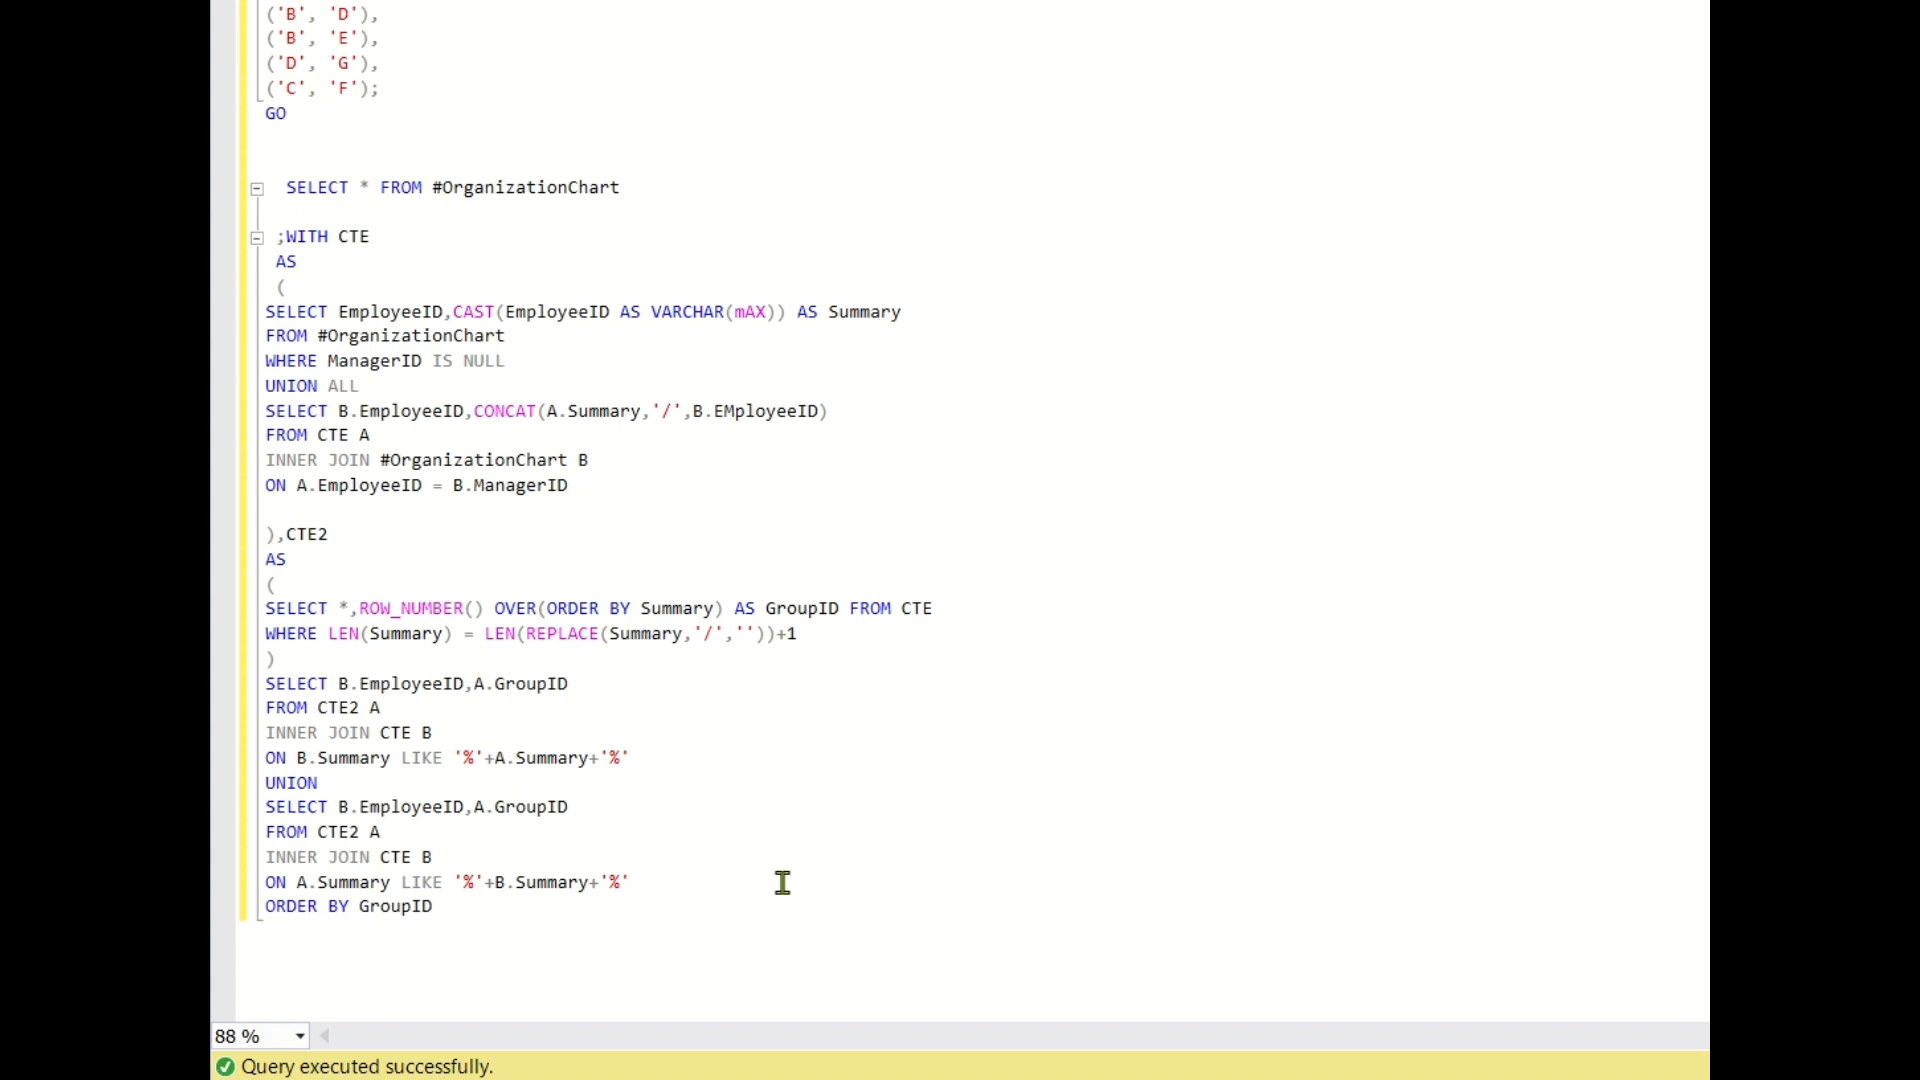 ('B', 'D'),
('B', 'E'),
('D', 'G'),
('C', 'F');
GO
SELECT * FROM #OrganizationChart
;WITH CTE
AS
(
SELECT EmployeeID,CAST(EmployeeID AS VARCHAR(mAX)) AS Summary
FROM #OrganizationChart
WHERE ManagerID IS NULL
UNION ALL
SELECT B.EmployeeID,CONCAT(A.Summary,'/',B.EMployeeID)
FROM CTE A
INNER JOIN #OrganizationChart B
ON A.EmployeeID = B.ManagerID
),CTE2
AS
(
SELECT *,ROW_NUMBER() OVER(ORDER BY Summary) AS GroupID FROM CTE
WHERE LEN(Summary) = LEN(REPLACE(Summary,'/',''))+1
)
SELECT B.EmployeeID,A.GroupID
FROM CTE2 A
INNER JOIN CTE B
ON B.Summary LIKE '%'+A.Summary+'%'
UNION
SELECT B.EmployeeID,A.GroupID
FROM CTE2 A
INNER JOIN CTE B
ON A.Summary LIKE '%'+B.Summary+'%'
ORDER BY GroupID
88 %
Query executed successfully.